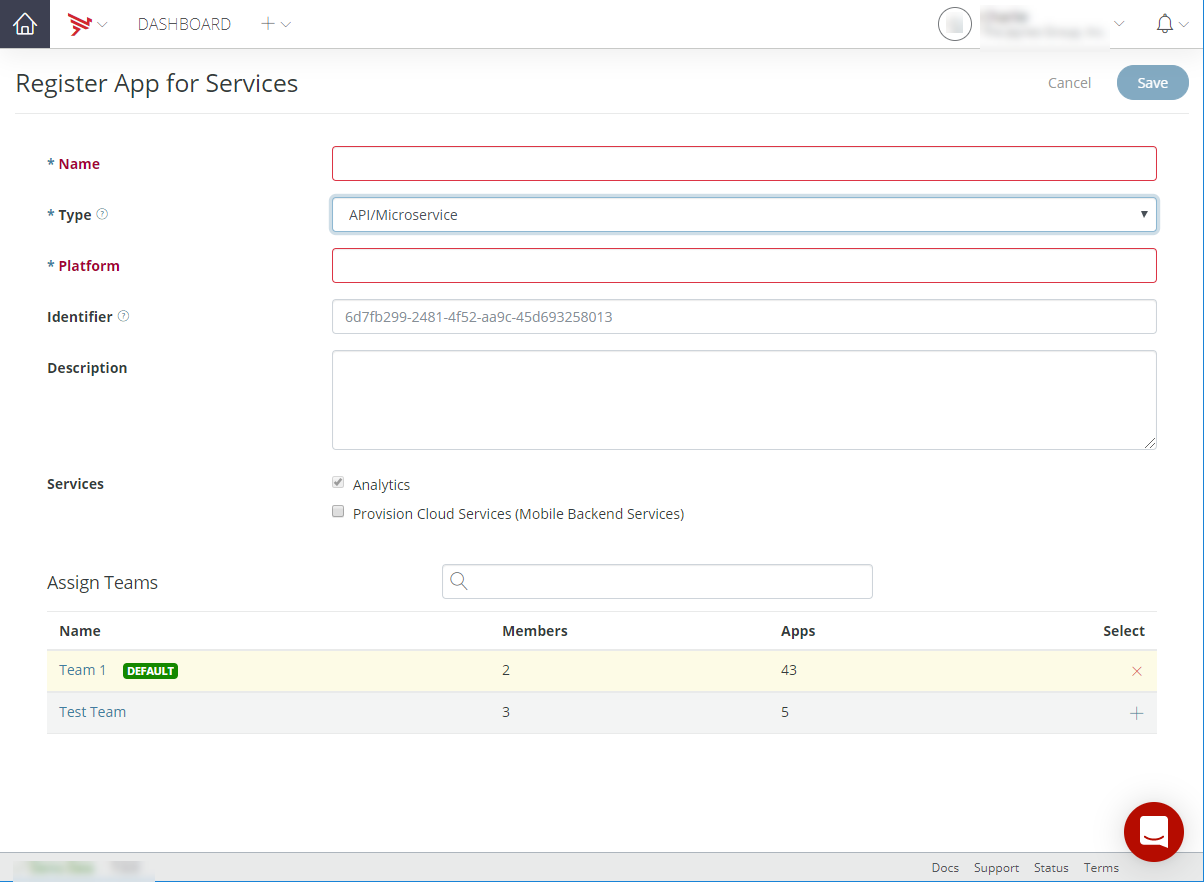 DASHBOARD
Register App for Services
Cancel
Save
* Name
* Type ?
API/Microservice
* Platform
Identifier ?
6d7fb299-2481-4f52-aa9c-45d693258013
Description
Services
Analytics
Provision Cloud Services (Mobile Backend Services)
Assign Teams
Name Members Apps Select
Team 1 DEFAULT 2 43
Test Team 3 5
Docs Support Status Terms